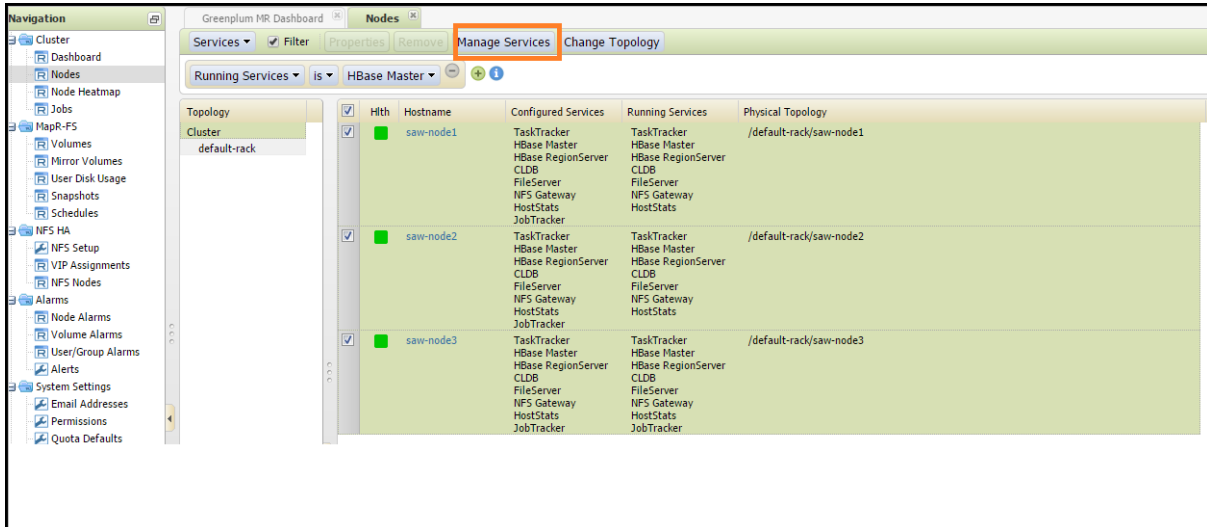 Navigation
Cluster
Dashboard
Nodes
Node Heatmap
Jobs
MapR-FS
Volumes
Mirror Volumes
User Disk Usage
Snapshots
Schedules
NFS HA
NFS Setup
VIP Assignments
NFS Nodes
Alarms
Node Alarms
Volume Alarms
User/Group Alarms
Alerts
System Settings
Email Addresses
Permissions
Quota Defaults
Greenplum MR Dashboard Nodes
Services Filter Properties Remove Manage Services Change Topology
Running Services is HBase Master
Topology
Cluster
default-rack
Hlth Hostname Configured Services Running Services Physical Topology
saw-node1 TaskTracker TaskTracker /default-rack/saw-node1
HBase Master HBase Master
HBase RegionServer HBase RegionServer
CLDB CLDB
FileServer FileServer
NFS Gateway NFS Gateway
HostStats HostStats
JobTracker
saw-node2 TaskTracker TaskTracker /default-rack/saw-node2
HBase Master HBase Master
HBase RegionServer HBase RegionServer
CLDB CLDB
FileServer FileServer
NFS Gateway NFS Gateway
HostStats HostStats
JobTracker
saw-node3 TaskTracker TaskTracker /default-rack/saw-node3
HBase Master HBase Master
HBase RegionServer HBase RegionServer
CLDB CLDB
FileServer FileServer
NFS Gateway NFS Gateway
HostStats HostStats
JobTracker JobTracker